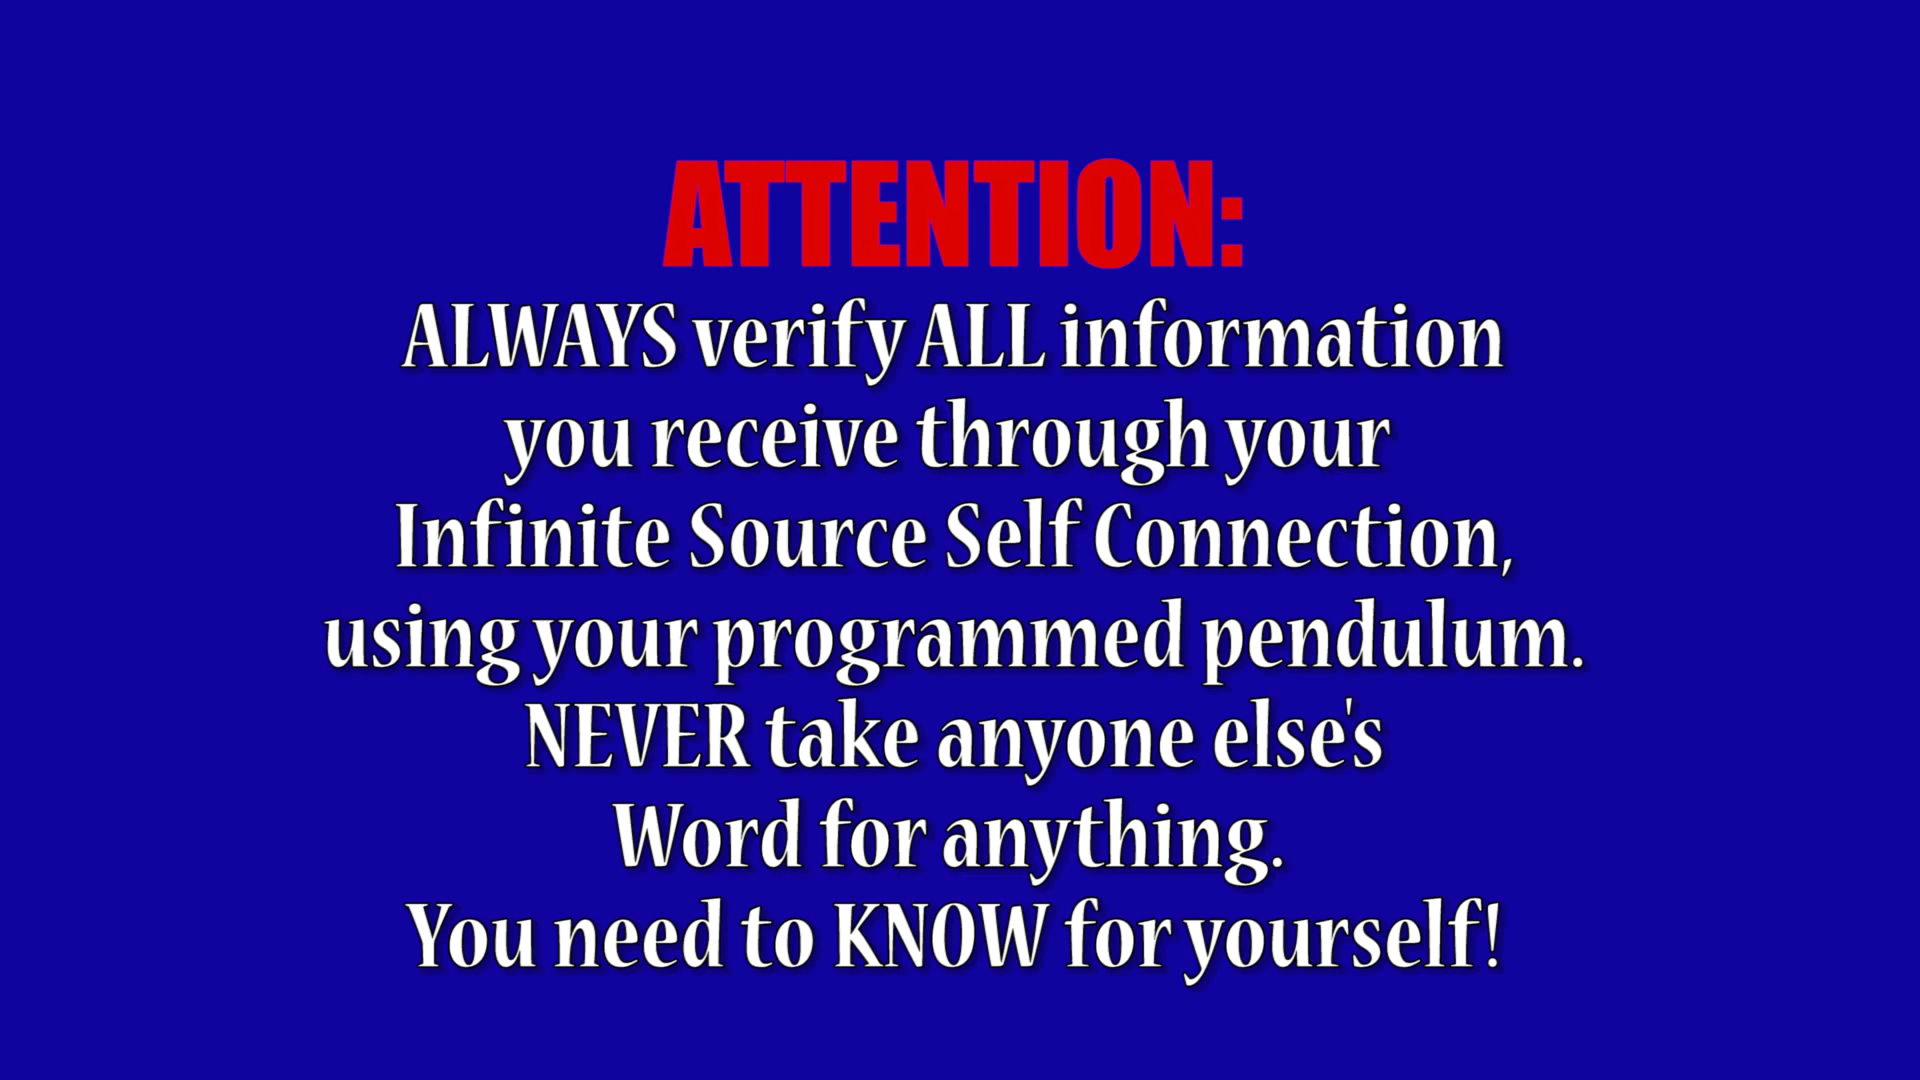 ATTENTION:
ALWAYS verify ALL information
you receive through your
Infinite Source Self Connection,
using your programmed pendulum.
NEVER take anyone else's
Word for anything.
You need to KNOW for yourself!